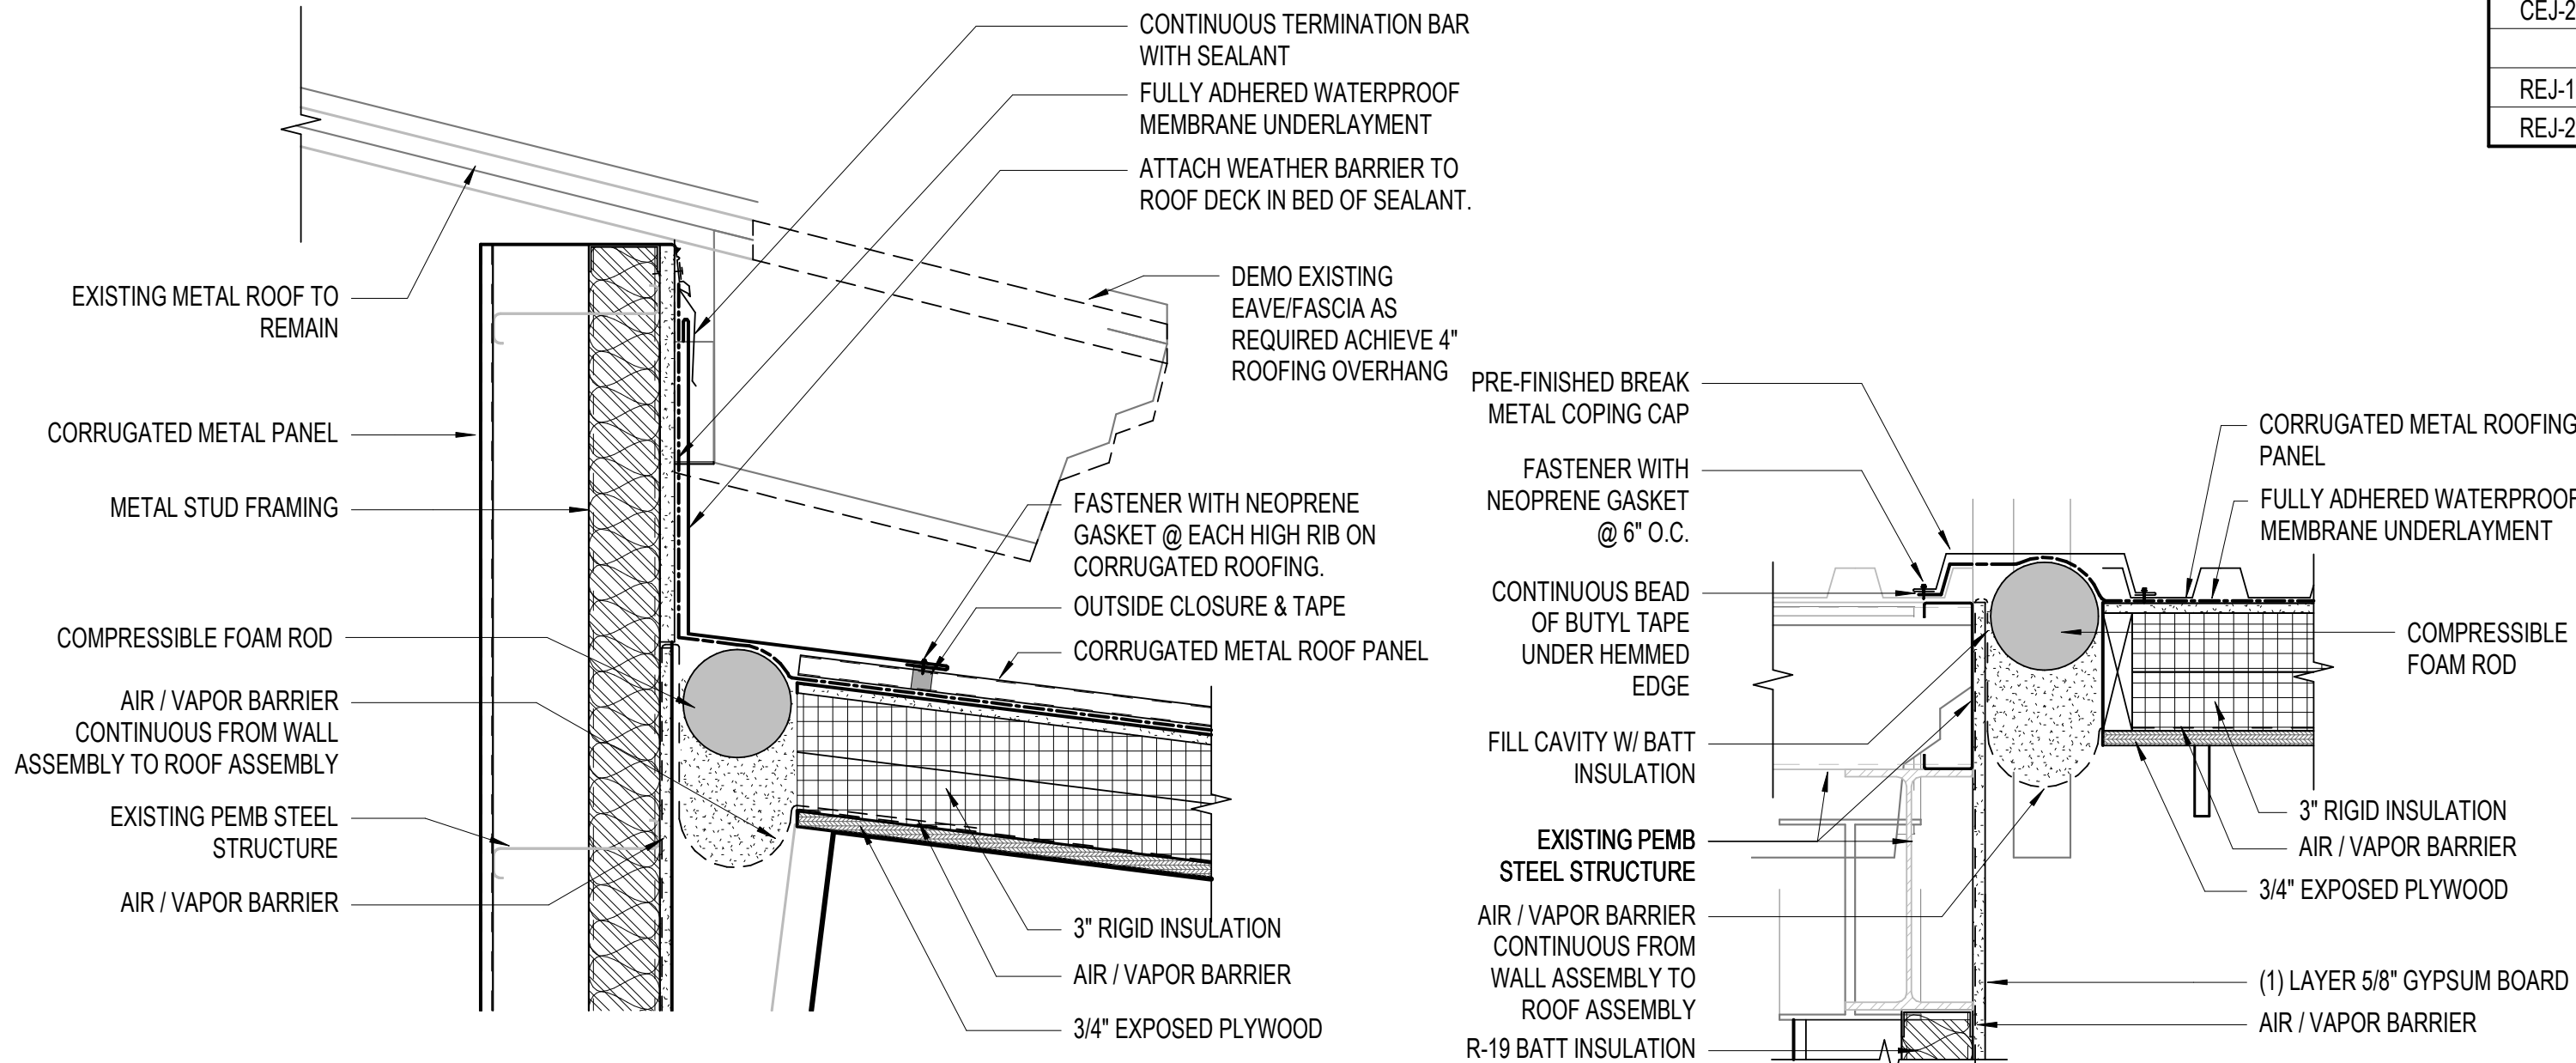 CEJ-2
REJ-1
REJ-2
CONTINUOUS TERMINATION BAR
WITH SEALANT
FULLY ADHERED WATERPROOF
MEMBRANE UNDERLAYMENT
ATTACH WEATHER BARRIER TO
ROOF DECK IN BED OF SEALANT.
DEMO EXISTING
EAVE/FASCIA AS
REQUIRED ACHIEVE 4"
ROOFING OVERHANG
EXISTING METAL ROOF TO
REMAIN
CORRUGATED METAL PANEL
METAL STUD FRAMING
COMPRESSIBLE FOAM ROD
AIR / VAPOR BARRIER
CONTINUOUS FROM WALL
ASSEMBLY TO ROOF ASSEMBLY
EXISTING PEMB STEEL
STRUCTURE
AIR / VAPOR BARRIER
FASTENER WITH NEOPRENE
GASKET @ EACH HIGH RIB ON
CORRUGATED ROOFING.
OUTSIDE CLOSURE & TAPE
CORRUGATED METAL ROOF PANEL
3" RIGID INSULATION
AIR / VAPOR BARRIER
3/4" EXPOSED PLYWOOD
PRE-FINISHED BREAK
METAL COPING CAP
FASTENER WITH
NEOPRENE GASKET
@ 6" O.C.
CONTINUOUS BEAD
OF BUTYL TAPE
UNDER HEMMED
EDGE
FILL CAVITY W/ BATT
INSULATION
EXISTING PEMB
STEEL STRUCTURE
AIR / VAPOR BARRIER
CONTINUOUS FROM
WALL ASSEMBLY TO
ROOF ASSEMBLY
R-19 BATT INSULATION
CORRUGATED METAL ROOFING
PANEL
FULLY ADHERED WATERPROOF
MEMBRANE UNDERLAYMENT
COMPRESSIBLE
FOAM ROD
3" RIGID INSULATION
AIR / VAPOR BARRIER
3/4" EXPOSED PLYWOOD
(1) LAYER 5/8" GYPSUM BOARD
AIR / VAPOR BARRIER